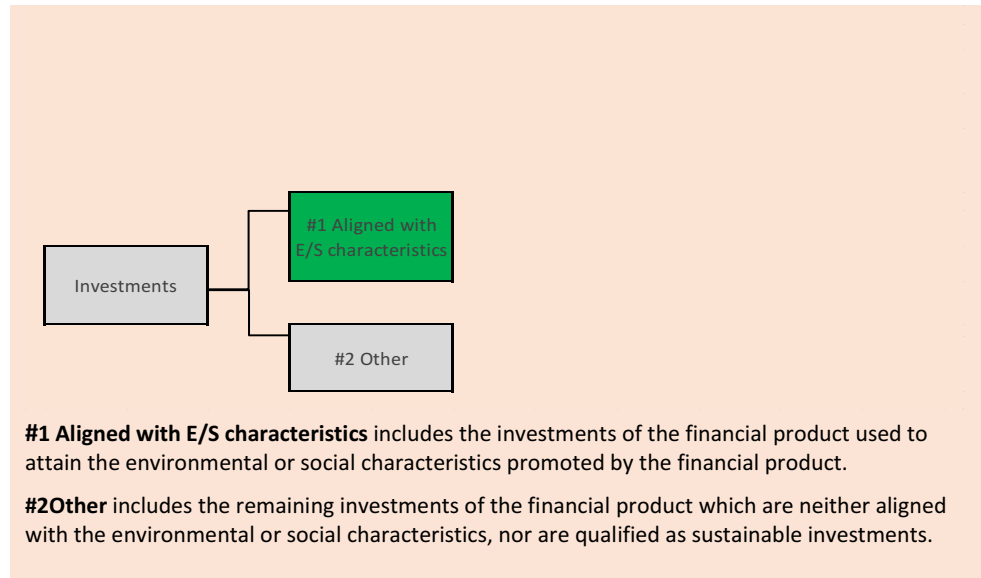 #1 Aligned with
E/S characteristics
Investments
#2 Other
#1 Aligned with E/S characteristics includes the investments of the financial product used to
attain the environmental or social characteristics promoted by the financial product.
#2Other includes the remaining investments of the financial product which are neither aligned
with the environmental or social characteristics, nor are qualified as sustainable investments.